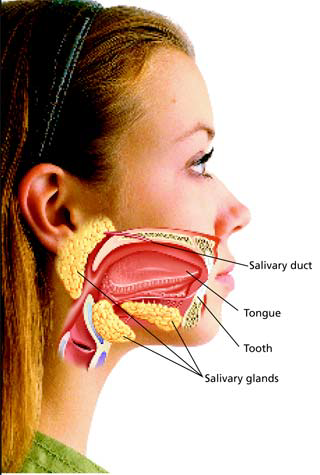 Salivary duct
Tongue
Tooth
Salivary glands